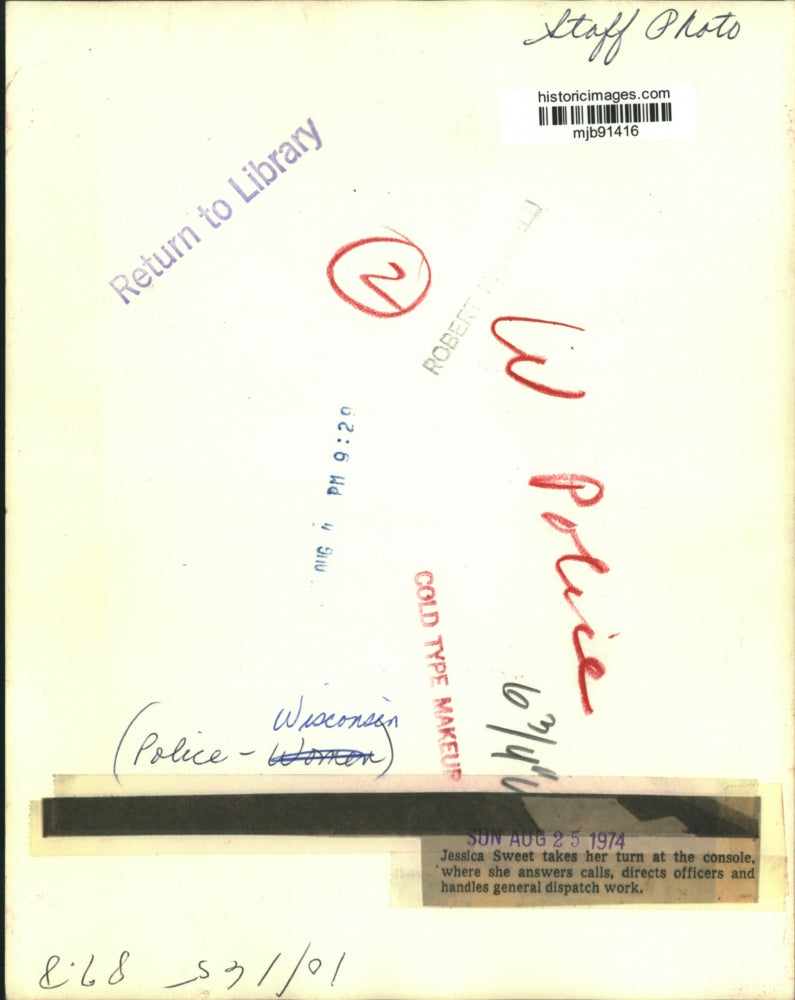 Staff Photo
historicimages.com
mjb91416
Return to Library
2
ROBERT
W Police
AUG 4 PM 9:29
COLD TYPE MAKEUP
Wisconsin
(Police - Women)
SUN AUG 25 1974
Jessica Sweet takes her turn at the console,
where she answers calls, directs officers and
handles general dispatch work.